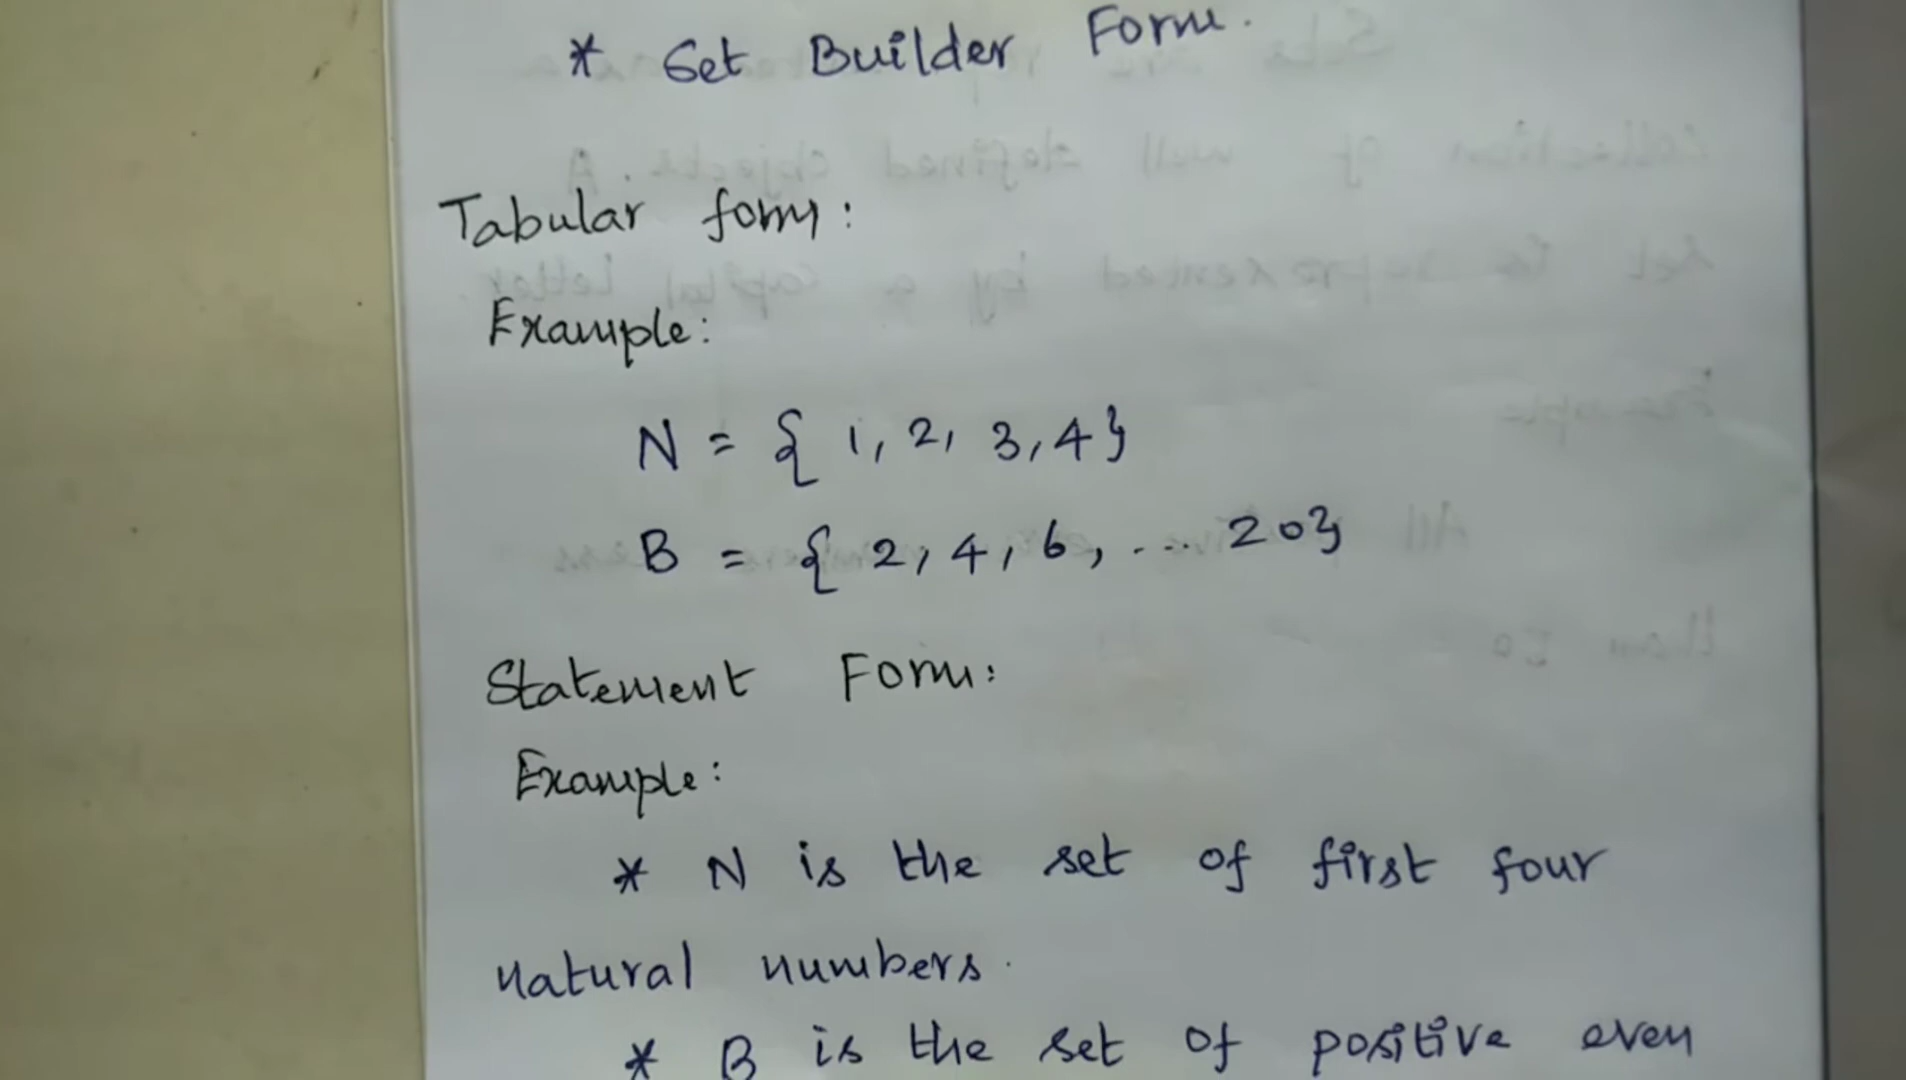 * Set Builder Form.
Tabular form:
Example:
N = { 1, 2, 3, 4 }
B = { 2, 4, 6, ... 20}
Statement Form:
Example:
* N is the set of first four
natural numbers.
* B is the set of positive even